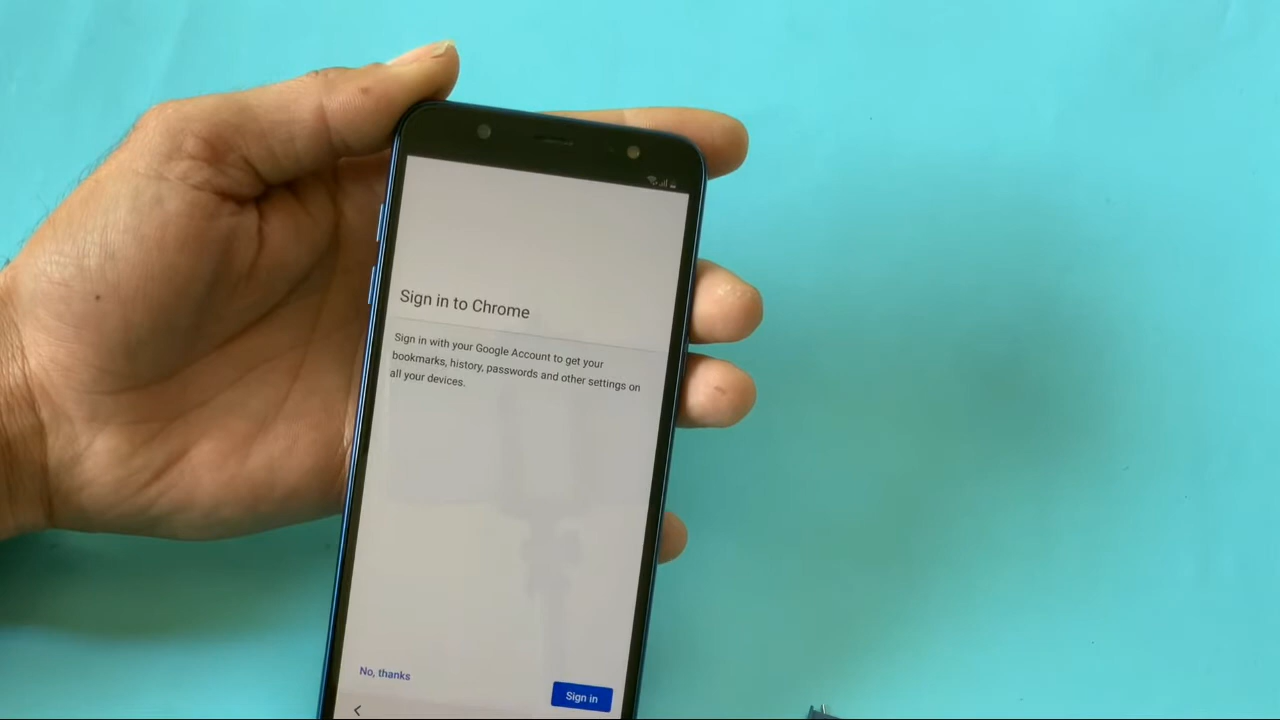 Sign in to Chrome
Sign in with your Google Account to get your
bookmarks, history, passwords and other settings on
all your devices.
No, thanks
Sign in